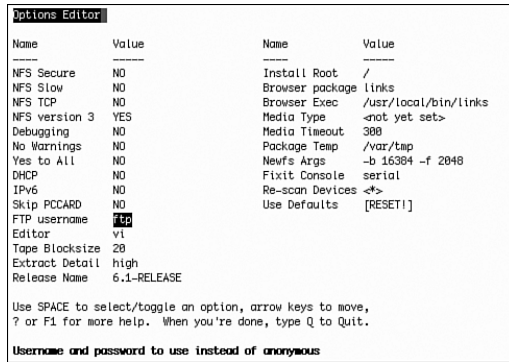 Options Editor
Name Value Name Value
---- ----- ---- -----
NFS Secure NO Install Root /
NFS Slow NO Browser package links
NFS TCP NO Browser Exec /usr/local/bin/links
NFS version 3 YES Media Type <not yet set>
Debugging NO Media Timeout 300
No Warnings NO Package Temp /var/tmp
Yes to All NO Newfs Args -b 16384 -f 2048
DHCP NO Fixit Console serial
IPv6 NO Re-scan Devices <*>
Skip PCCARD NO Use Defaults [RESET!]
FTP username ftp
Editor vi
Tape Blocksize 20
Extract Detail high
Release Name 6.1-RELEASE
Use SPACE to select/toggle an option, arrow keys to move,
? or F1 for more help. When you're done, type Q to Quit.
Username and password to use instead of anonymous